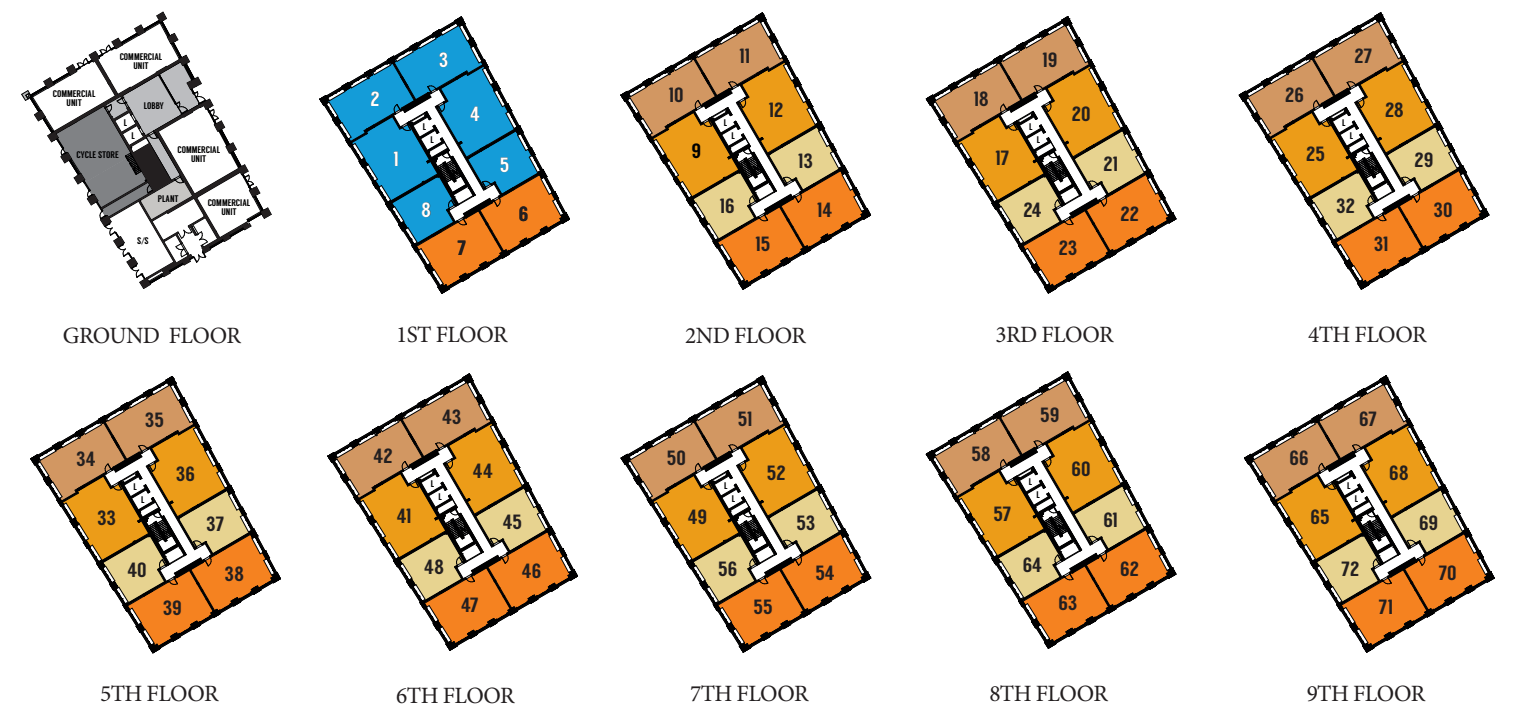 COMMERCIAL
UNIT
COMMERCIAL
UNIT
LOBBY
L
L
CYCLE STORE
COMMERCIAL
UNIT
PLANT
COMMERCIAL
UNIT
S/S
GROUND FLOOR
3
2
4
L
L
1
5
8
6
7
1ST FLOOR
11
10
12
L
L
9
13
16
14
15
2ND FLOOR
19
18
20
L
L
17
21
24
22
23
3RD FLOOR
27
26
28
L
L
25
29
32
30
31
4TH FLOOR
35
34
36
L
L
33
37
40
38
39
5TH FLOOR
43
42
44
L
L
41
45
48
46
47
6TH FLOOR
51
50
52
L
L
49
53
56
54
55
7TH FLOOR
59
58
60
L
L
57
61
64
62
63
8TH FLOOR
67
66
68
L
L
65
69
72
70
71
9TH FLOOR